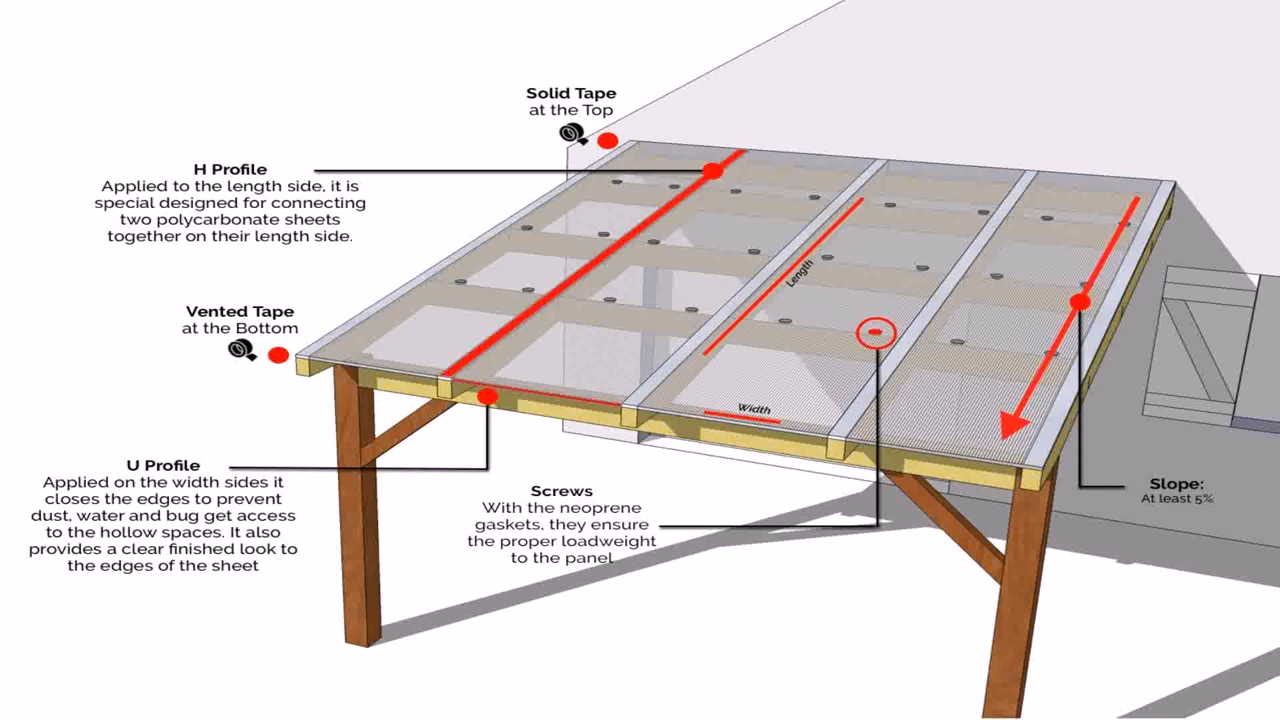 Solid Tape
at the Top
H Profile
Applied to the length side, it is
special designed for connecting
two polycarbonate sheets
together on their length side.
Length
Vented Tape
at the Bottom
Width
U Profile
Applied on the width sides it
closes the edges to prevent
dust, water and bug get access
to the hollow spaces. It also
provides a clear finished look to
the edges of the sheet
Screws
With the neoprene
gaskets, they ensure
the proper loadweight
to the panel
Slope:
At least 5%